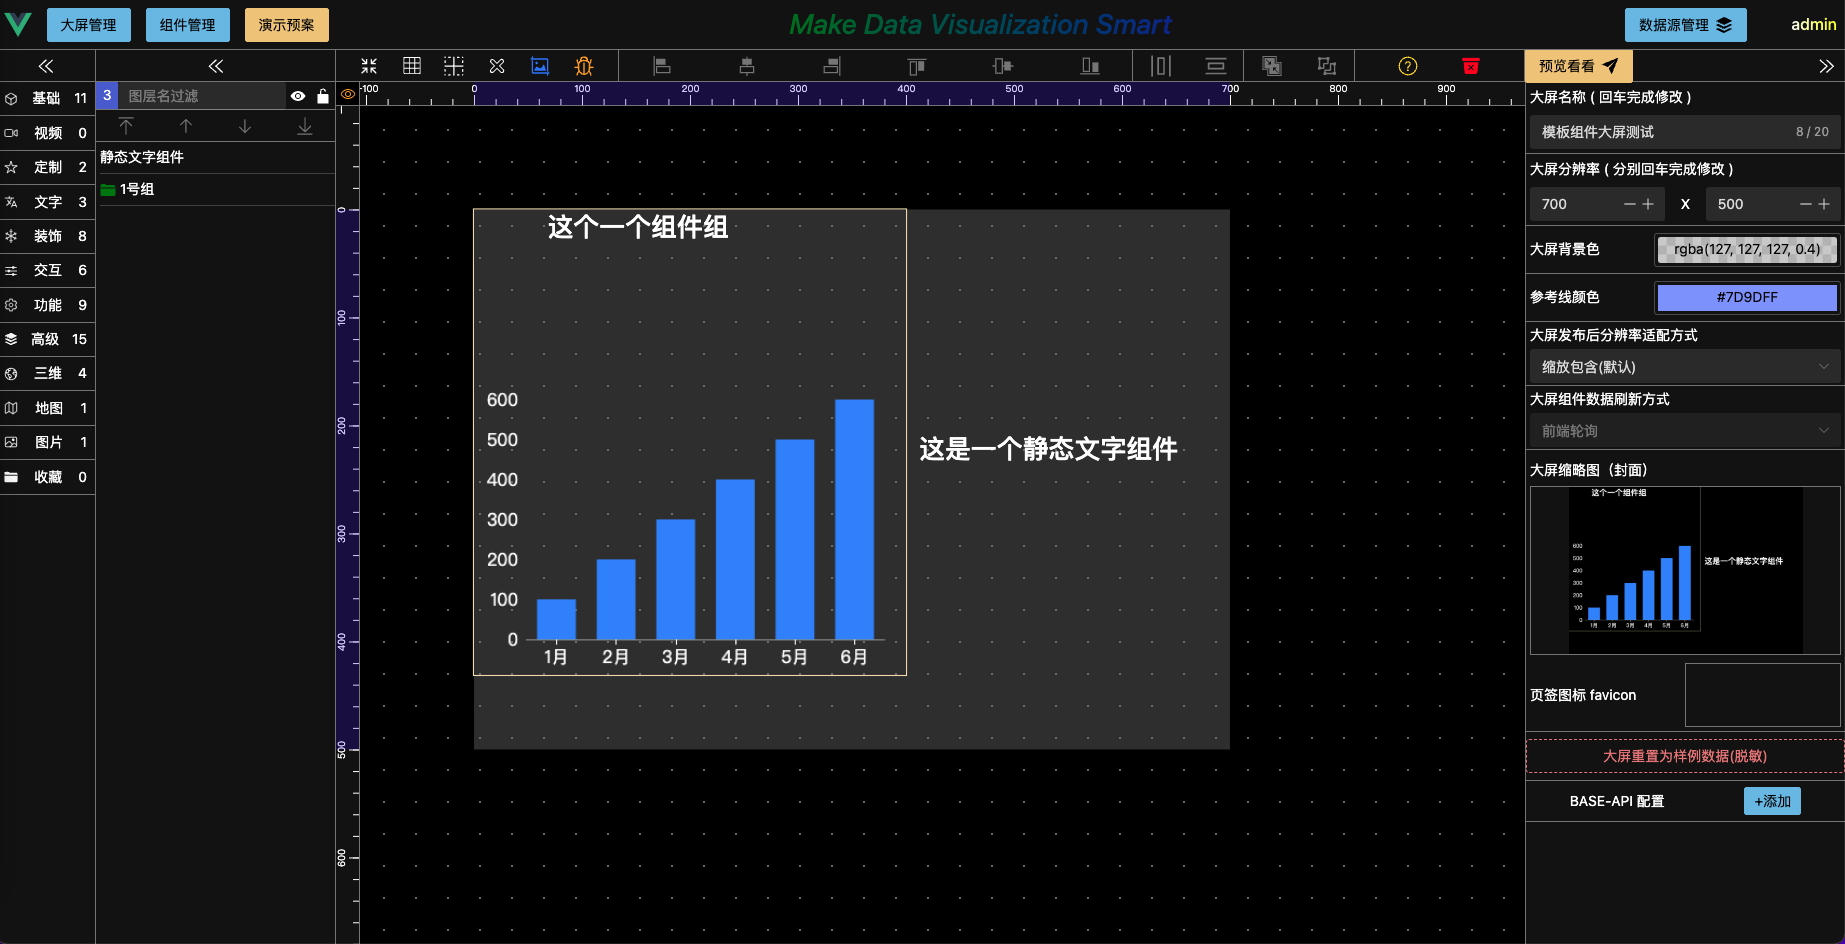 大屏管理
组件管理
演示预案
Make Data Visualization Smart
数据源管理
admin
预览看看
基础 11
视频 0
定制 2
文字 3
装饰 8
交互 6
功能 9
高级 15
三维 4
地图 1
图片 1
收藏 0
3 图层名过滤
静态文字组件
1号组
-100 0 100 200 300 400 500 600 700 800 900
0
100
200
300
400
500
600
这个一个组件组
600
500
400
300
200
100
0
1月 2月 3月 4月 5月 6月
这是一个静态文字组件
大屏名称 ( 回车完成修改 )
模板组件大屏测试 8 / 20
大屏分辨率 ( 分别回车完成修改 )
700 X 500
大屏背景色 rgba(127, 127, 127, 0.4)
参考线颜色 #7D9DFF
大屏发布后分辨率适配方式
缩放包含(默认)
大屏组件数据刷新方式
前端轮询
大屏缩略图（封面）
这个一个组件组
600
500
400
300
200
100
0
1月 2月 3月 4月 5月 6月
这是一个静态文字组件
页签图标 favicon
大屏重置为样例数据(脱敏)
BASE-API 配置 +添加